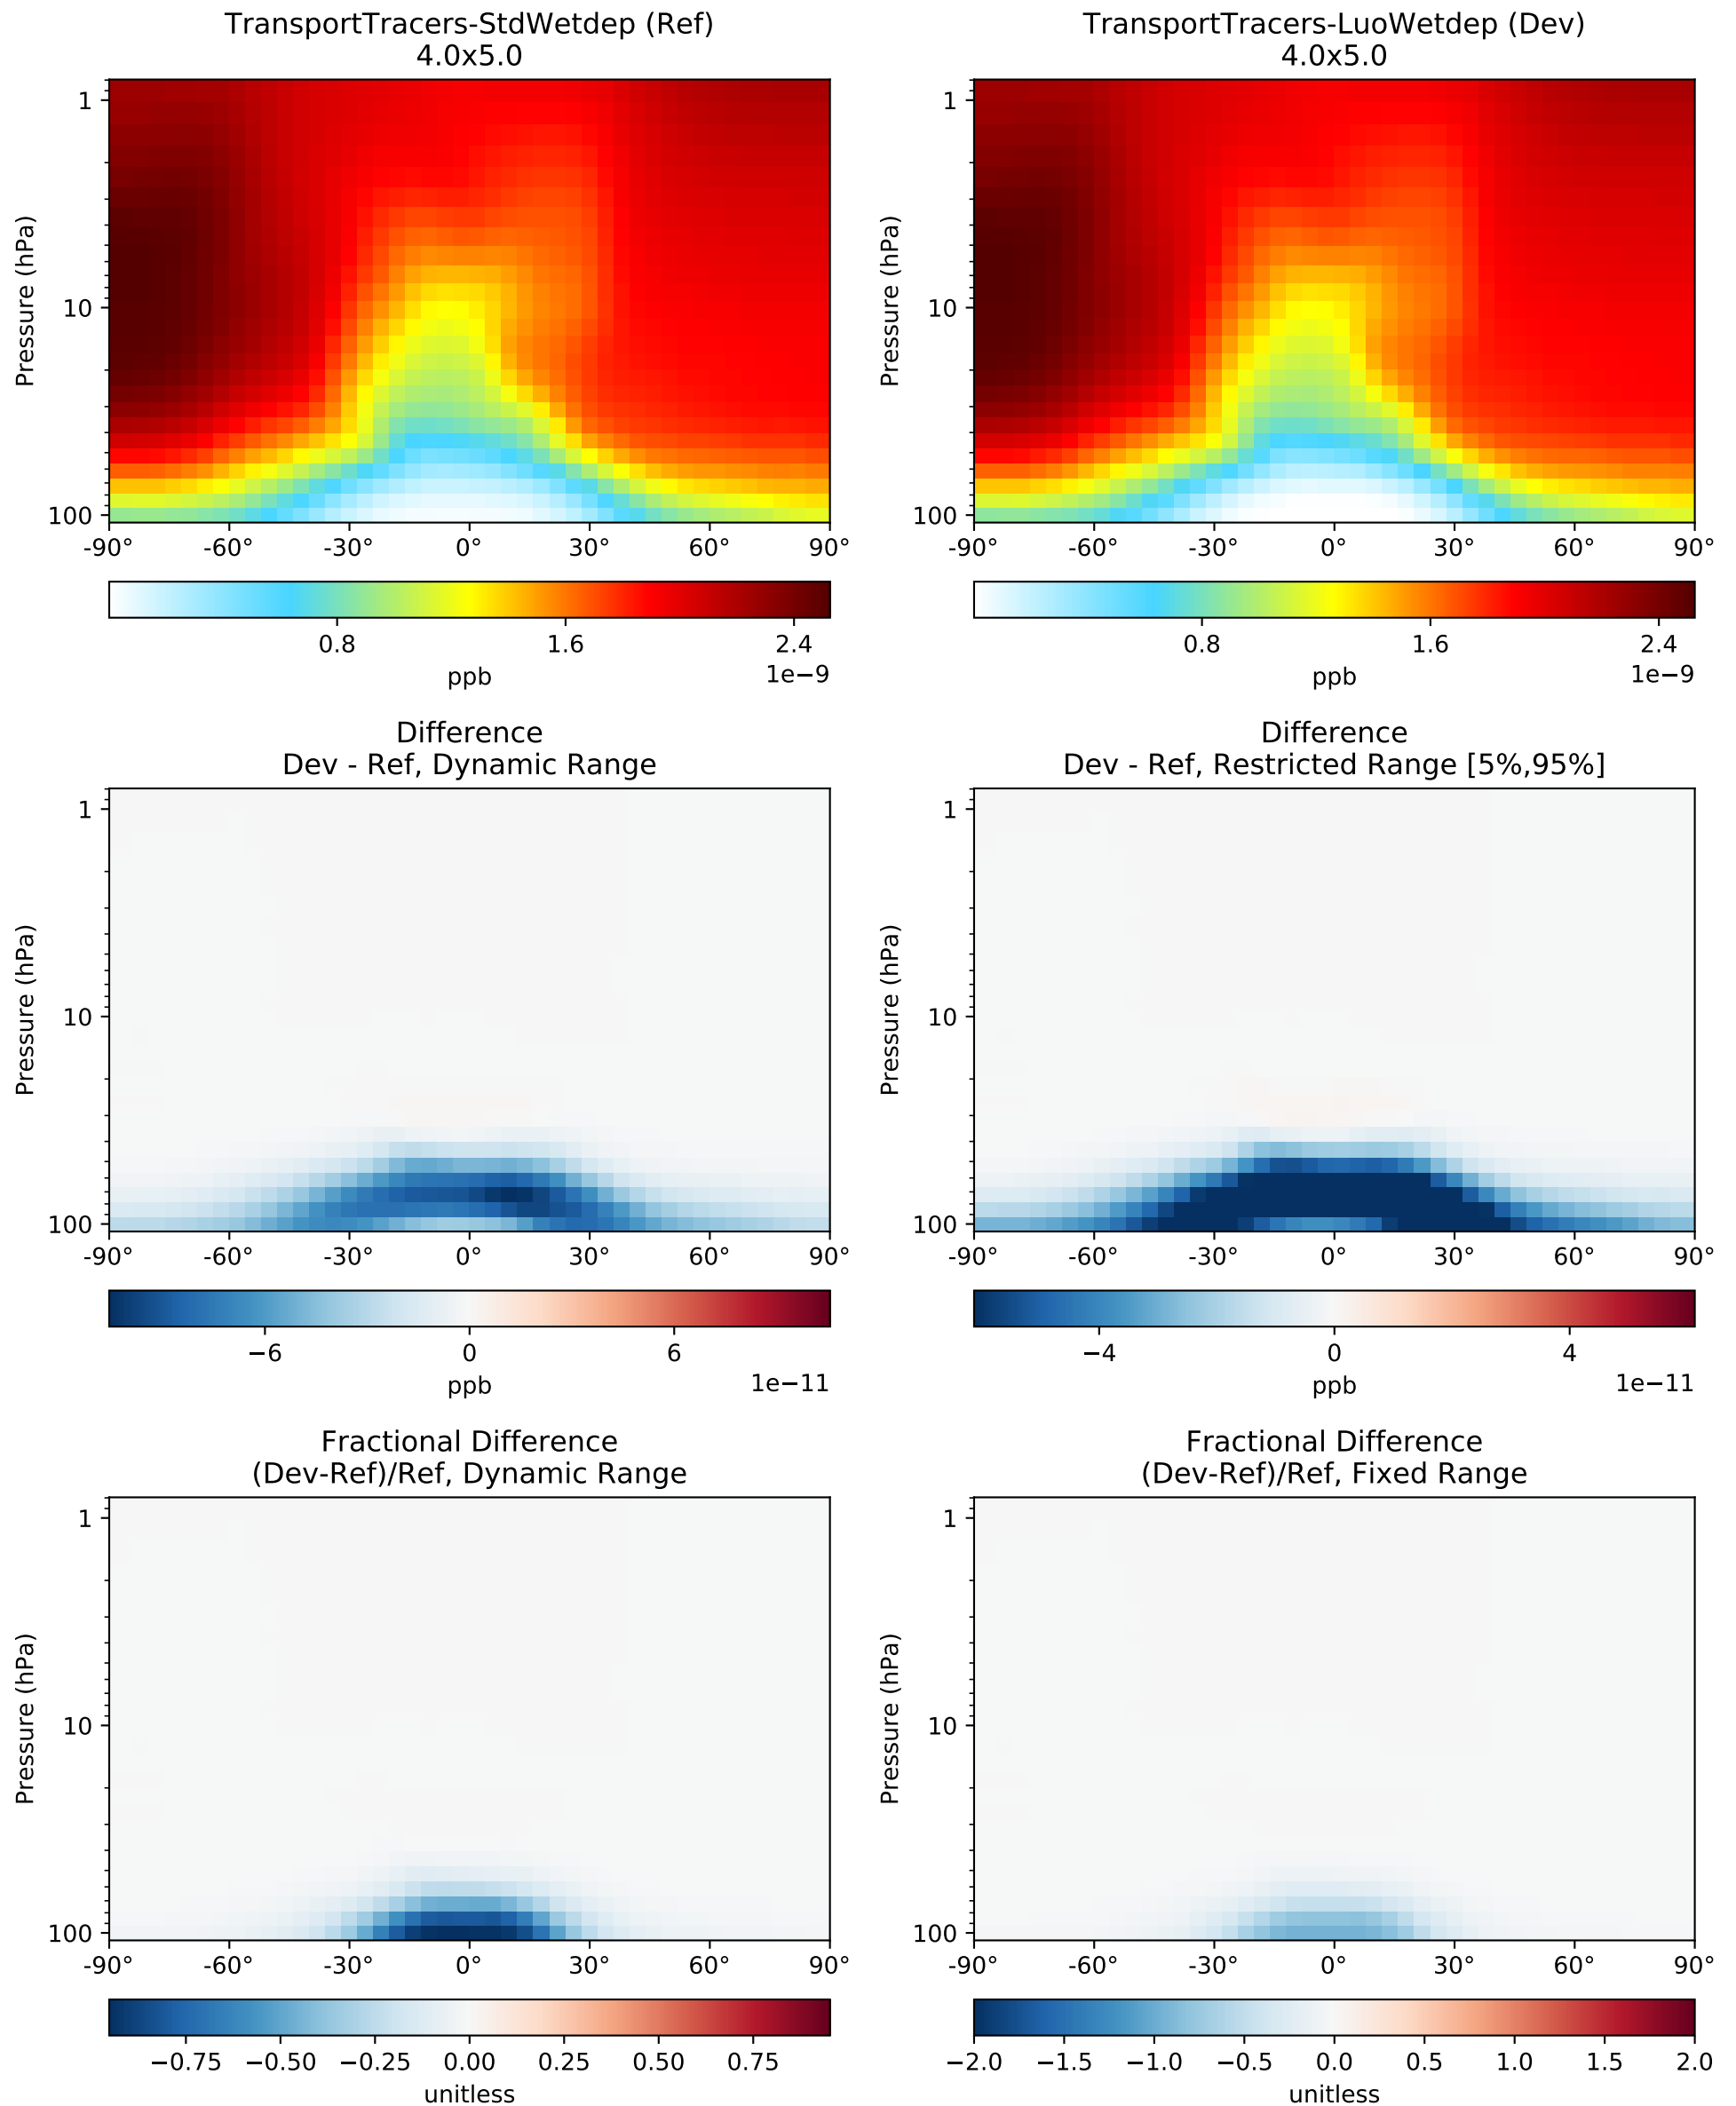 TransportTracers-StdWetdep (Ref)
4.0x5.0
1
10
100
Pressure (hPa)
-90° -60° -30° 0° 30° 60° 90°
0.8 1.6 2.4
ppb
1e−9
TransportTracers-LuoWetdep (Dev)
4.0x5.0
1
10
100
Pressure (hPa)
-90° -60° -30° 0° 30° 60° 90°
0.8 1.6 2.4
ppb
1e−9
Difference
Dev - Ref, Dynamic Range
1
10
100
Pressure (hPa)
-90° -60° -30° 0° 30° 60° 90°
−6 0 6
ppb
1e−11
Difference
Dev - Ref, Restricted Range [5%,95%]
1
10
100
Pressure (hPa)
-90° -60° -30° 0° 30° 60° 90°
−4 0 4
ppb
1e−11
Fractional Difference
(Dev-Ref)/Ref, Dynamic Range
1
10
100
Pressure (hPa)
-90° -60° -30° 0° 30° 60° 90°
−0.75 −0.50 −0.25 0.00 0.25 0.50 0.75
unitless
Fractional Difference
(Dev-Ref)/Ref, Fixed Range
1
10
100
Pressure (hPa)
-90° -60° -30° 0° 30° 60° 90°
−2.0 −1.5 −1.0 −0.5 0.0 0.5 1.0 1.5 2.0
unitless